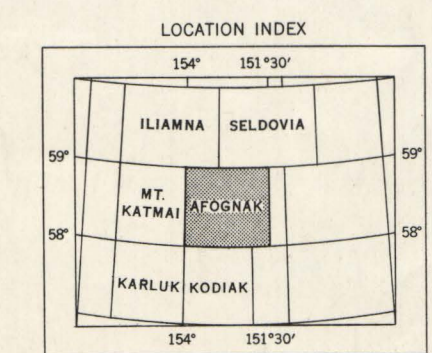 LOCATION INDEX
154° 151°30'
ILIAMNA SELDOVIA
59° 59°
MT.
KATMAI AFOGNAK
58° 58°
KARLUK KODIAK
154° 151°30'